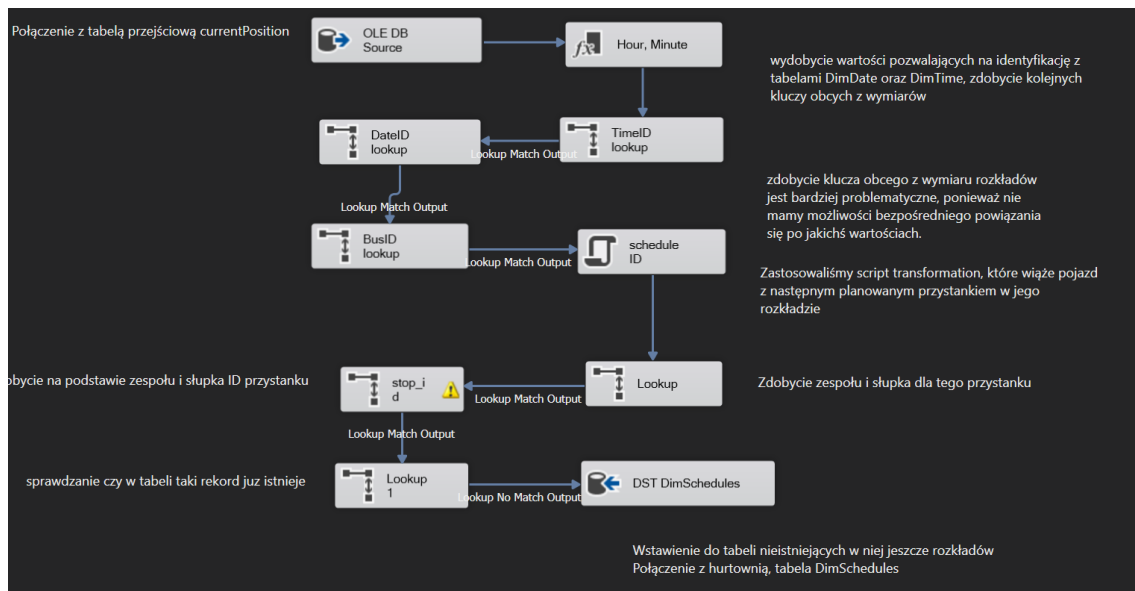 Połączenie z tabelą przejściową currentPosition
OLE DB
Source
Hour, Minute
wydobycie wartości pozwalających na identyfikację z
tabelami DimDate oraz DimTime, zdobycie kolejnych
kluczy obcych z wymiarów
DateID
lookup
Lookup Match Output
TimeID
lookup
zdobycie klucza obcego z wymiaru rozkładów
jest bardziej problematyczne, ponieważ nie
mamy możliwości bezpośredniego powiązania
się po jakichś wartościach.
Lookup Match Output
BusID
lookup
Lookup Match Output
schedule
ID
Zastosowaliśmy script transformation, które wiąże pojazd
z następnym planowanym przystankiem w jego
rozkładzie
obycie na podstawie zespołu i słupka ID przystanku
stop_i
d
Lookup Match Output
Lookup
Zdobycie zespołu i słupka dla tego przystanku
Lookup Match Output
sprawdzanie czy w tabeli taki rekord juz istnieje
Lookup
1
Lookup No Match Output
DST DimSchedules
Wstawienie do tabeli nieistniejących w niej jeszcze rozkładów
Połączenie z hurtownią, tabela DimSchedules